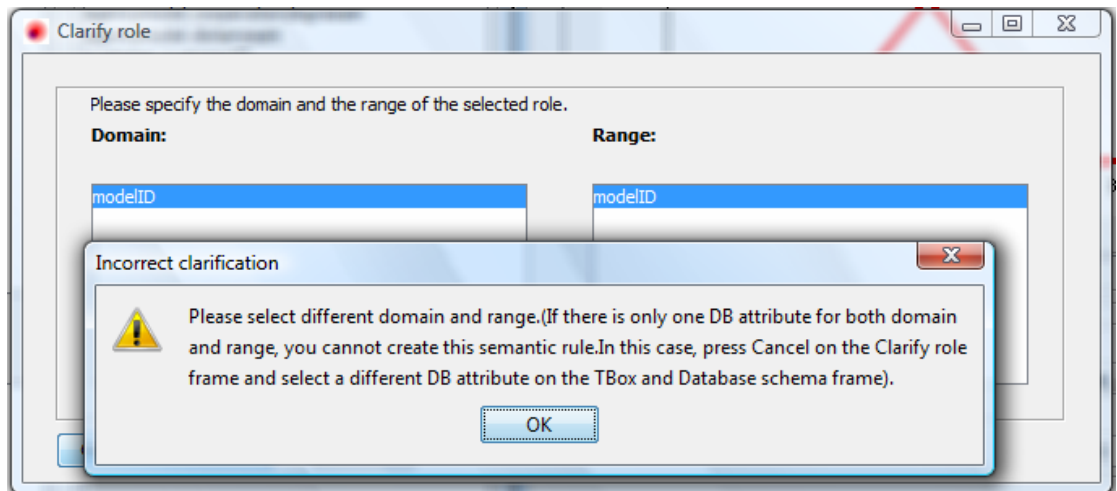 Clarify role
Please specify the domain and the range of the selected role.
Domain: Range:
modelID modelID
Incorrect clarification
Please select different domain and range.(If there is only one DB attribute for both domain
and range, you cannot create this semantic rule.In this case, press Cancel on the Clarify role
frame and select a different DB attribute on the TBox and Database schema frame).
OK